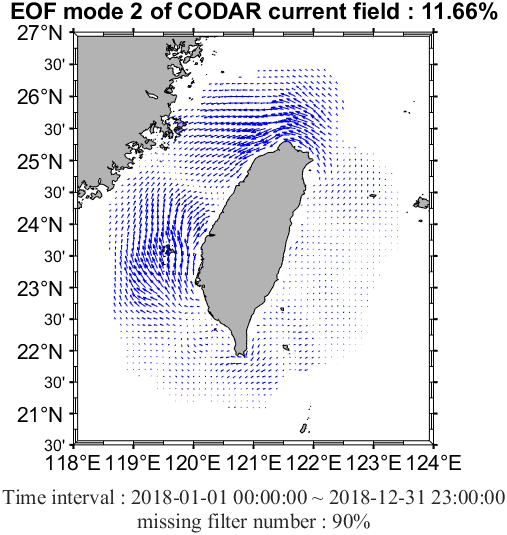 EOF mode 2 of CODAR current field : 11.66%
27°N
30'
26°N
30'
25°N
30'
24°N
30'
23°N
30'
22°N
30'
21°N
30'
118°E 119°E 120°E 121°E 122°E 123°E 124°E
Time interval : 2018-01-01 00:00:00 ~ 2018-12-31 23:00:00
missing filter number : 90%